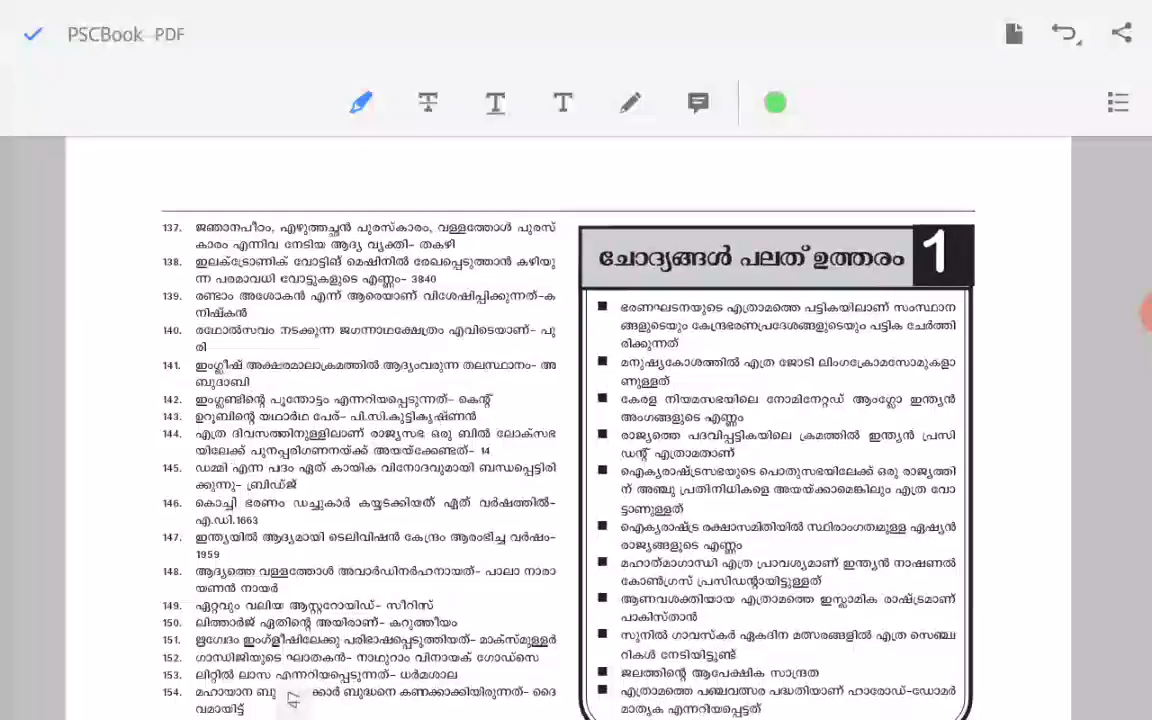 PSCBook PDF
137. ജ്ഞാനപീഠം, എഴുത്തച്ഛൻ പുരസ്കാരം, വള്ളത്തോൾ പുരസ്
കാരം എന്നിവ നേടിയ ആദ്യ വ്യക്തി- തകഴി
138. ഇലക്ട്രോണിക് വോട്ടിങ് മെഷിനിൽ രേഖപ്പെടുത്താൻ കഴിയു
ന്ന പരമാവധി വോട്ടുകളുടെ എണ്ണം- 3840
139. രണ്ടാം അശോകൻ എന്ന് ആരെയാണ് വിശേഷിപ്പിക്കുന്നത്-ക
നിഷ്കൻ
140. രഥോൽസവം നടക്കുന്ന ജഗന്നാഥക്ഷേത്രം എവിടെയാണ്- പു
രി
141. ഇംഗ്ലീഷ് അക്ഷരമാലാക്രമത്തിൽ ആദ്യംവരുന്ന തലസ്ഥാനം- അ
ബുദാബി
142. ഇംഗ്ലണ്ടിന്റെ പൂന്തോട്ടം എന്നറിയപ്പെടുന്നത്- കെന്റ്
143. ഉറൂബിന്റെ യഥാർഥ പേര്- പി.സി.കുട്ടികൃഷ്ണൻ
144. എത്ര ദിവസത്തിനുള്ളിലാണ് രാജ്യസഭ ഒരു ബിൽ ലോക്സഭ
യിലേക്ക് പുനപ്പരിഗണനയ്ക്ക് അയയ്ക്കേണ്ടത്- 14
145. ഡമ്മി എന്ന പദം ഏത് കായിക വിനോദവുമായി ബന്ധപ്പെട്ടിരി
ക്കുന്നു- ബ്രിഡ്ജ്
146. കൊച്ചി ഭരണം ഡച്ചുകാർ കയ്യടക്കിയത് ഏത് വർഷത്തിൽ-
എ.ഡി.1663
147. ഇന്ത്യയിൽ ആദ്യമായി ടെലിവിഷൻ കേന്ദ്രം ആരംഭിച്ച വർഷം-
1959
148. ആദ്യത്തെ വള്ളത്തോൾ അവാർഡിനർഹനായത്- പാലാ നാരാ
യണൻ നായർ
149. ഏറ്റവും വലിയ ആസ്റ്ററോയിഡ്- സീറിസ്
150. ലിത്താർജ് ഏതിന്റെ അയിരാണ്- കറുത്തീയം
151. ഋഗ്വേദം ഇംഗ്ളീഷിലേക്കു പരിഭാഷപ്പെടുത്തിയത്- മാക്സ്മുള്ളർ
152. ഗാന്ധിജിയുടെ ഘാതകൻ- നാഥുറാം വിനായക് ഗോഡ്സെ
153. ലിറ്റിൽ ലാസ എന്നറിയപ്പെടുന്നത്- ധർമശാല
154. മഹായാന ബു ക്കാർ ബുദ്ധനെ കണക്കാക്കിയിരുന്നത്- ദൈ
വമായിട്ട്
47
ചോദ്യങ്ങൾ പലത് ഉത്തരം 1
ഭരണഘടനയുടെ എത്രാമത്തെ പട്ടികയിലാണ് സംസ്ഥാന
ങ്ങളുടെയും കേന്ദ്രഭരണപ്രദേശങ്ങളുടെയും പട്ടിക ചേർത്തി
രിക്കുന്നത്
മനുഷ്യകോശത്തിൽ എത്ര ജോടി ലിംഗക്രോമസോമുകളാ
ണുള്ളത്
കേരള നിയമസഭയിലെ നോമിനേറ്റഡ് ആംഗ്ലോ ഇന്ത്യൻ
അംഗങ്ങളുടെ എണ്ണം
രാജ്യത്തെ പദവിപ്പട്ടികയിലെ ക്രമത്തിൽ ഇന്ത്യൻ പ്രസി
ഡന്റ് എത്രാമതാണ്
ഐക്യരാഷ്ട്രസഭയുടെ പൊതുസഭയിലേക്ക് ഒരു രാജ്യത്തി
ന് അഞ്ചു പ്രതിനിധികളെ അയയ്ക്കാമെങ്കിലും എത്ര വോ
ട്ടാണുള്ളത്
ഐക്യരാഷ്ട്ര രക്ഷാസമിതിയിൽ സ്ഥിരാംഗത്വമുള്ള ഏഷ്യൻ
രാജ്യങ്ങളുടെ എണ്ണം
മഹാത്മാഗാന്ധി എത്ര പ്രാവശ്യമാണ് ഇന്ത്യൻ നാഷണൽ
കോൺഗ്രസ് പ്രസിഡന്റായിട്ടുള്ളത്
ആണവശക്തിയായ എത്രാമത്തെ ഇസ്ലാമിക രാഷ്ട്രമാണ്
പാകിസ്താൻ
സുനിൽ ഗാവസ്കർ ഏകദിന മത്സരങ്ങളിൽ എത്ര സെഞ്ച്വ
റികൾ നേടിയിട്ടുണ്ട്
ജലത്തിന്റെ ആപേക്ഷിക സാന്ദ്രത
എത്രാമത്തെ പഞ്ചവത്സര പദ്ധതിയാണ് ഹാരോഡ്-ഡോമർ
മാതൃക എന്നറിയപ്പെട്ടത്